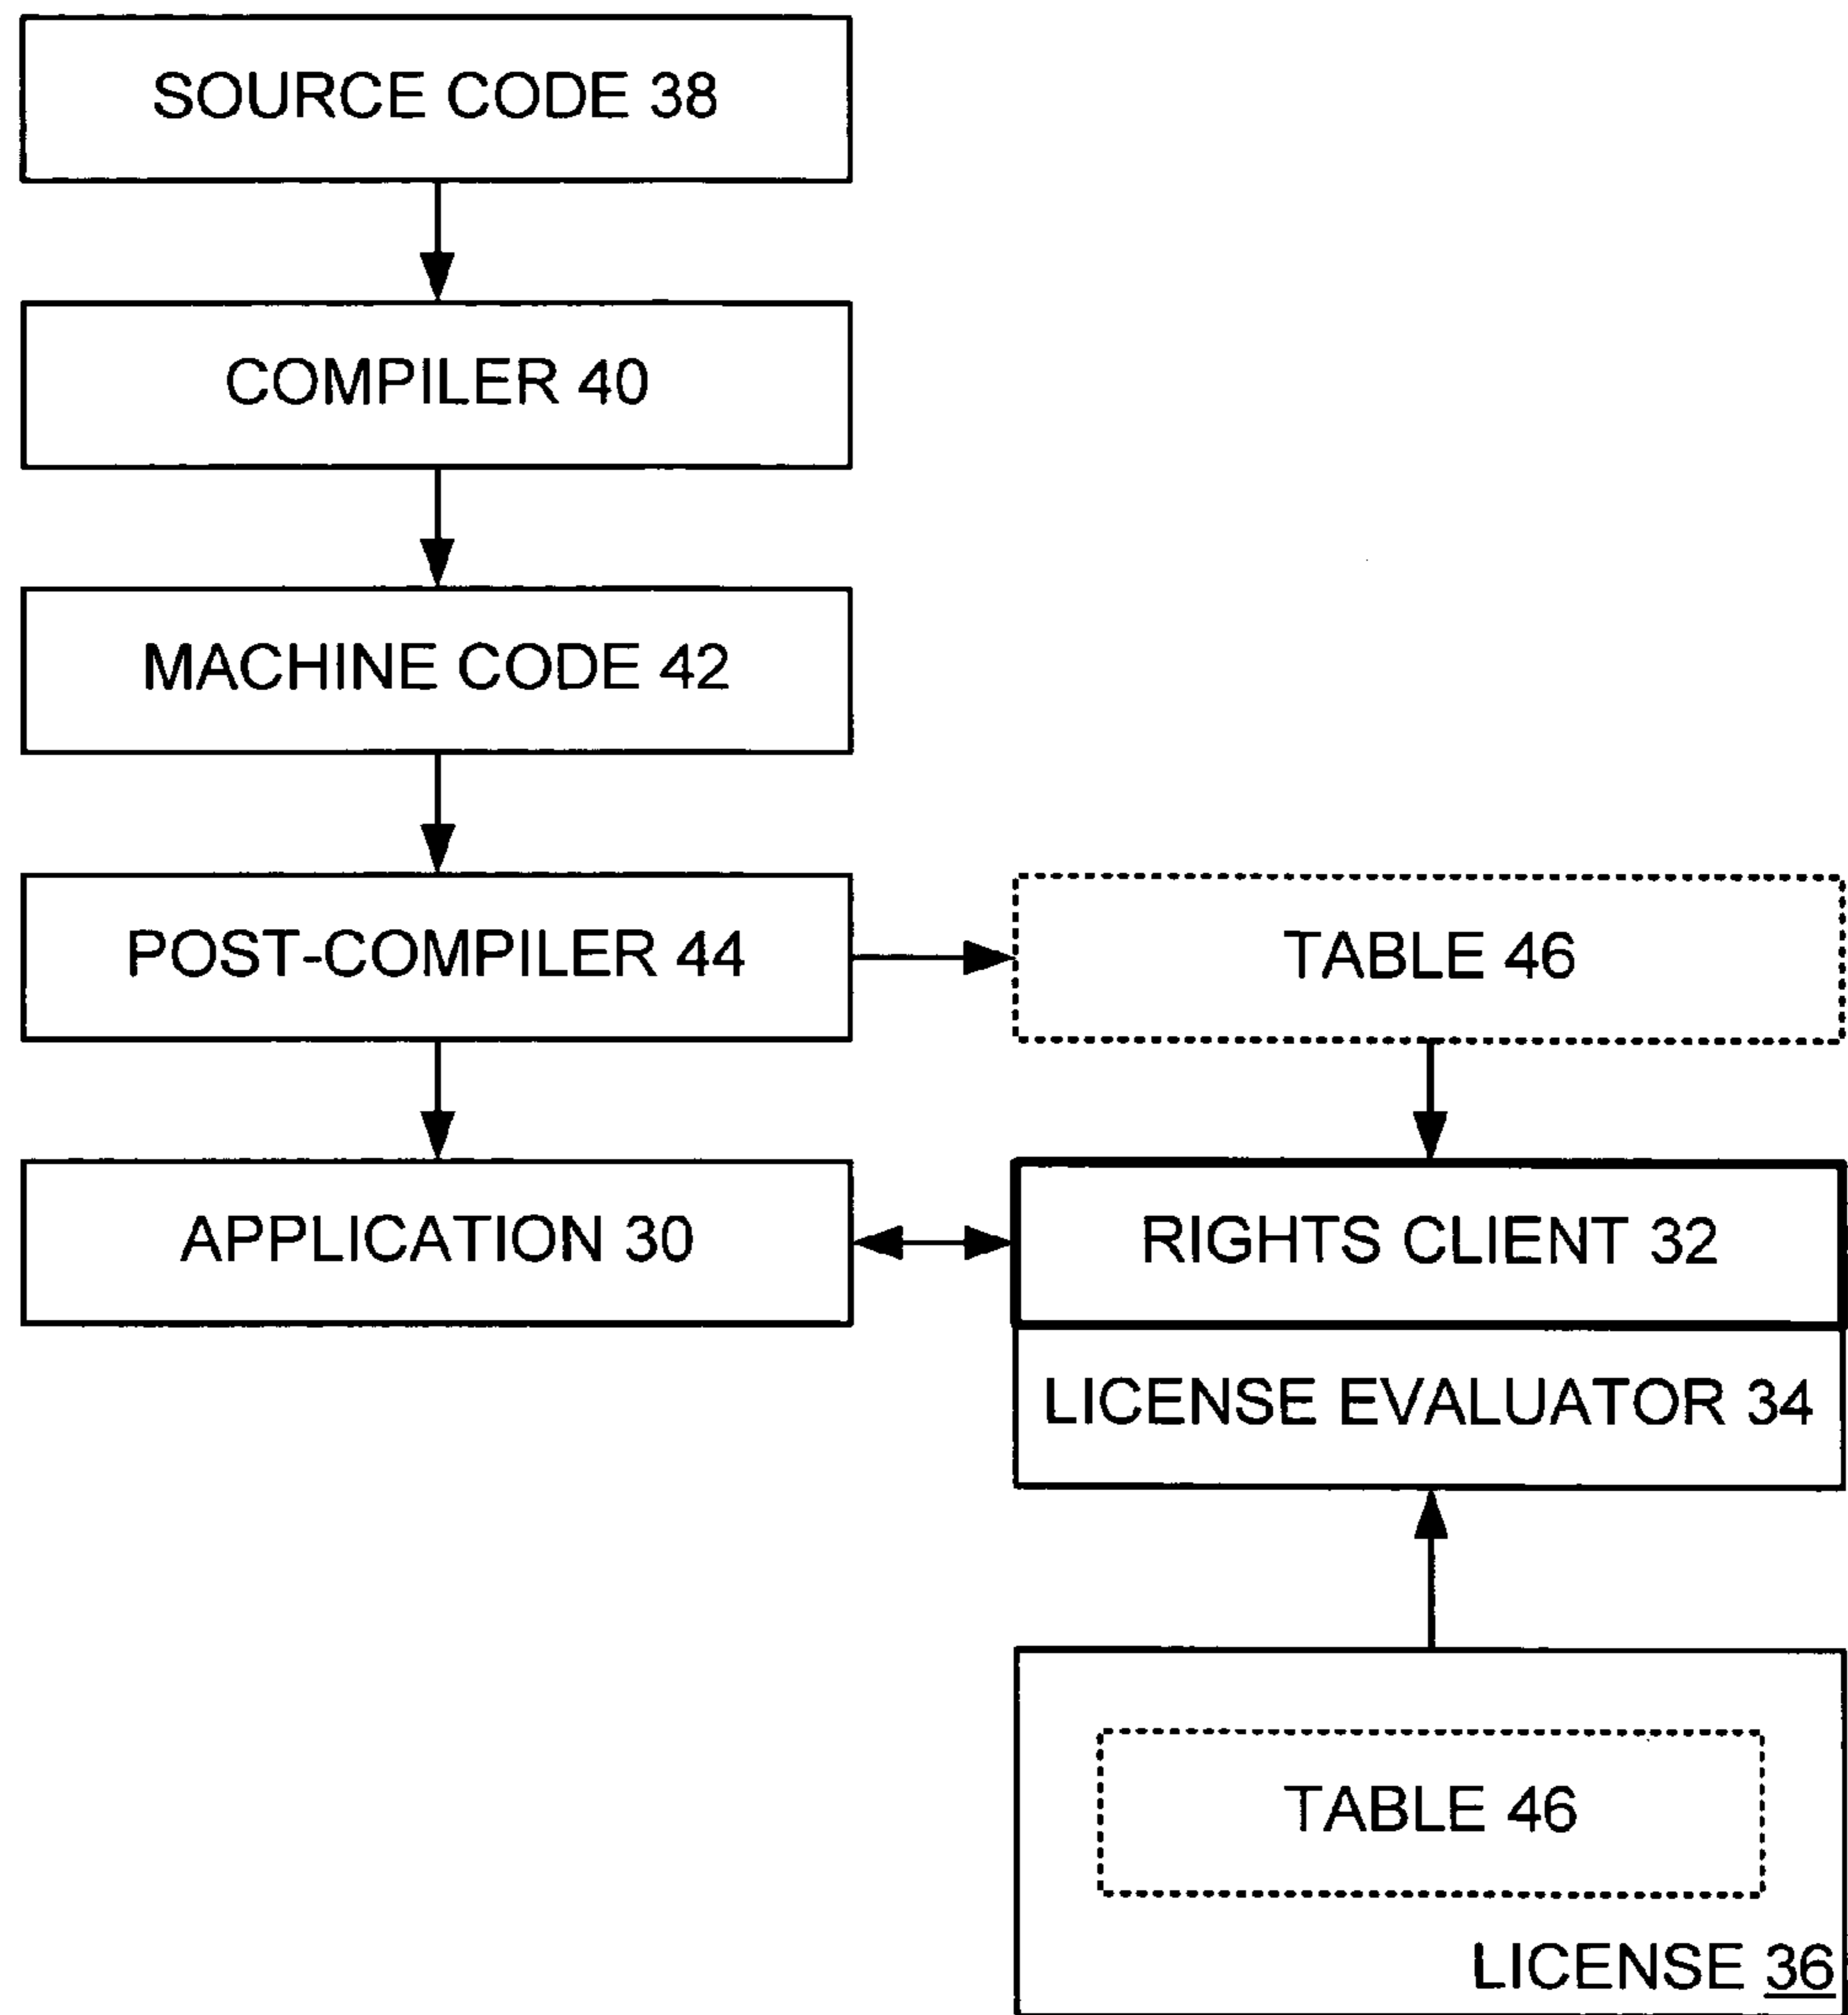 SOURCE CODE 38
COMPILER 40
MACHINE CODE 42
POST-COMPILER 44
TABLE 46
APPLICATION 30
RIGHTS CLIENT 32
LICENSE EVALUATOR 34
TABLE 46
LICENSE 36